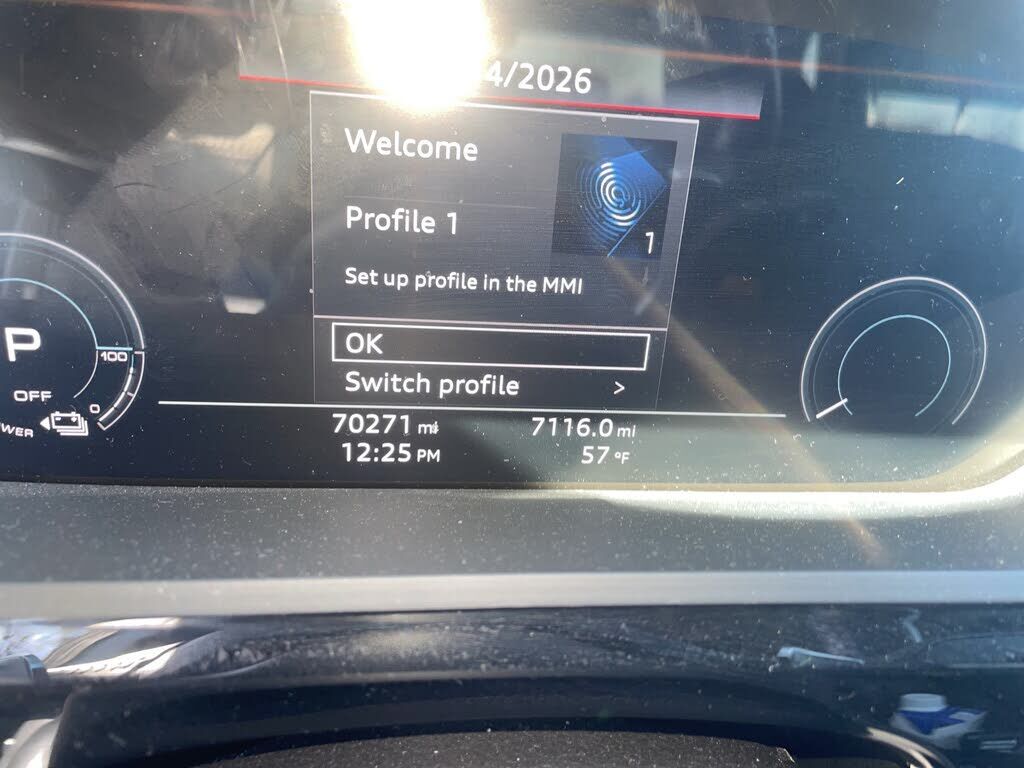 4/2026
Welcome
Profile 1
1
Set up profile in the MMI
OK
Switch profile >
P
100
OFF
0
WER
70271 mi 7116.0 mi
12:25 PM 57 °F